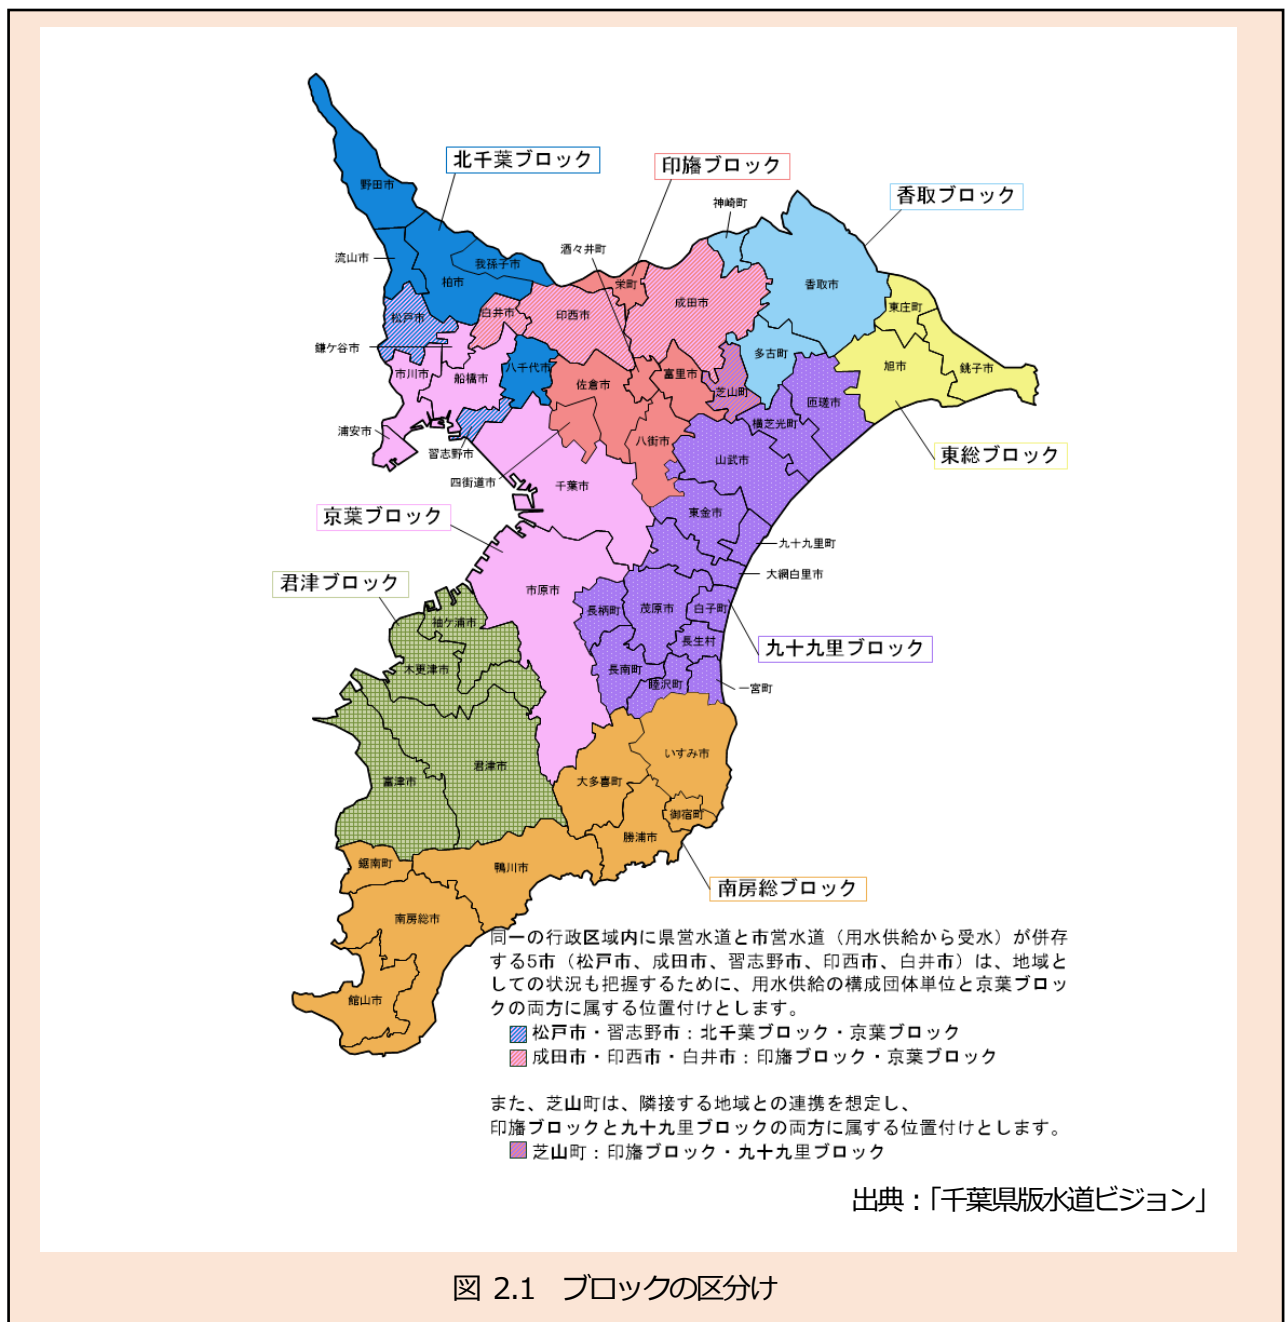 北千葉ブロック
印旛ブロック
香取ブロック
野田市
神崎町
酒々井町
流山市
我孫子市
柏市
栄町
成田市
香取市
東庄町
松戸市
白井市
印西市
鎌ケ谷市
市川市
船橋市
八千代市
佐倉市
富里市
芝山町
多古町
旭市
銚子市
匝瑳市
横芝光町
浦安市
習志野市
八街市
山武市
東総ブロック
四街道市
千葉市
京葉ブロック
東金市
九十九里町
大網白里市
君津ブロック
市原市
長柄町
茂原市
白子町
袖ケ浦市
長生村
九十九里ブロック
木更津市
長南町
睦沢町
一宮町
いすみ市
君津市
富津市
大多喜町
御宿町
勝浦市
鋸南町
鴨川市
南房総ブロック
南房総市
館山市
同一の行政区域内に県営水道と市営水道（用水供給から受水）が併存
する5市（松戸市、成田市、習志野市、印西市、白井市）は、地域と
しての状況も把握するために、用水供給の構成団体単位と京葉ブロッ
クの両方に属する位置付けとします。
松戸市・習志野市：北千葉ブロック・京葉ブロック
成田市・印西市・白井市：印旛ブロック・京葉ブロック
また、芝山町は、隣接する地域との連携を想定し、
印旛ブロックと九十九里ブロックの両方に属する位置付けとします。
芝山町：印旛ブロック・九十九里ブロック
出典：「千葉県版水道ビジョン」
図 2.1　ブロックの区分け